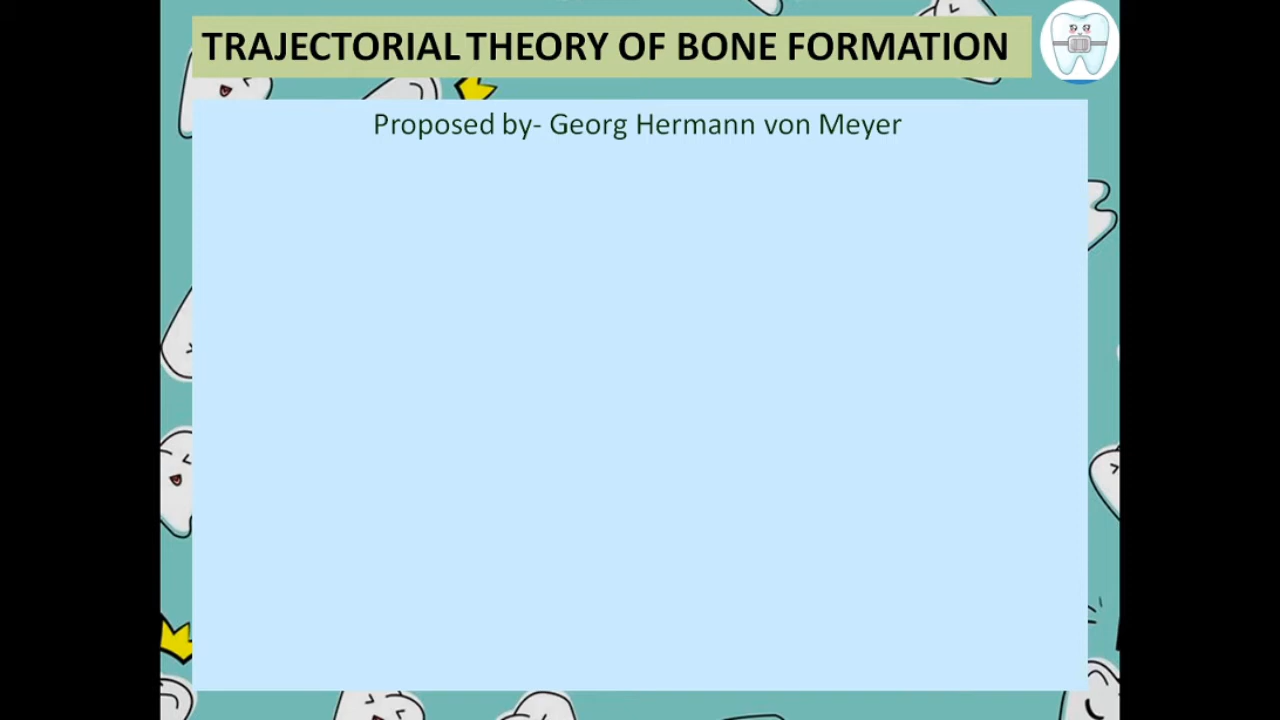 TRAJECTORIAL THEORY OF BONE FORMATION
Proposed by- Georg Hermann von Meyer